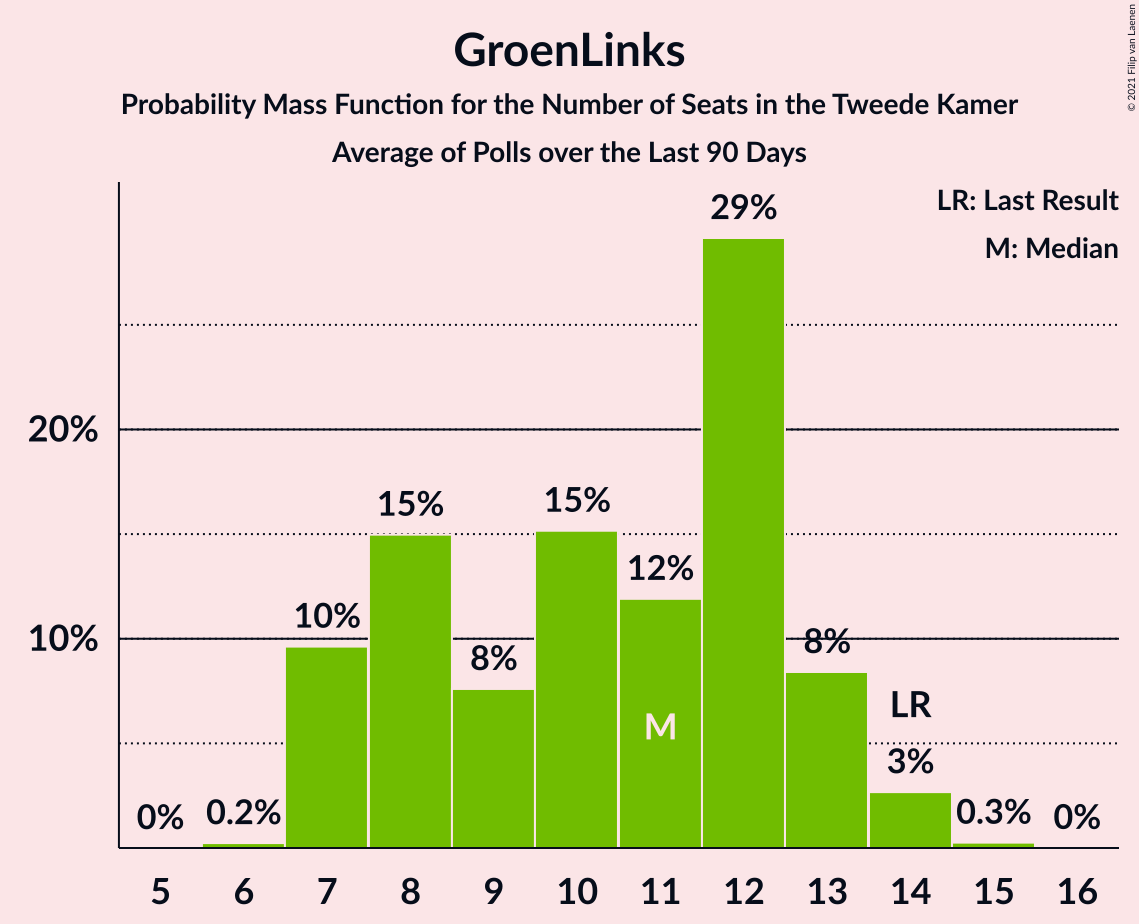 GroenLinks
Probability Mass Function for the Number of Seats in the Tweede Kamer
Average of Polls over the Last 90 Days
© 2021 Filip van Laenen
LR: Last Result
M: Median
20%
10%
0%
0.2%
10%
15%
8%
15%
12%
29%
8%
3%
0.3%
0%
LR
M
5 6 7 8 9 10 11 12 13 14 15 16